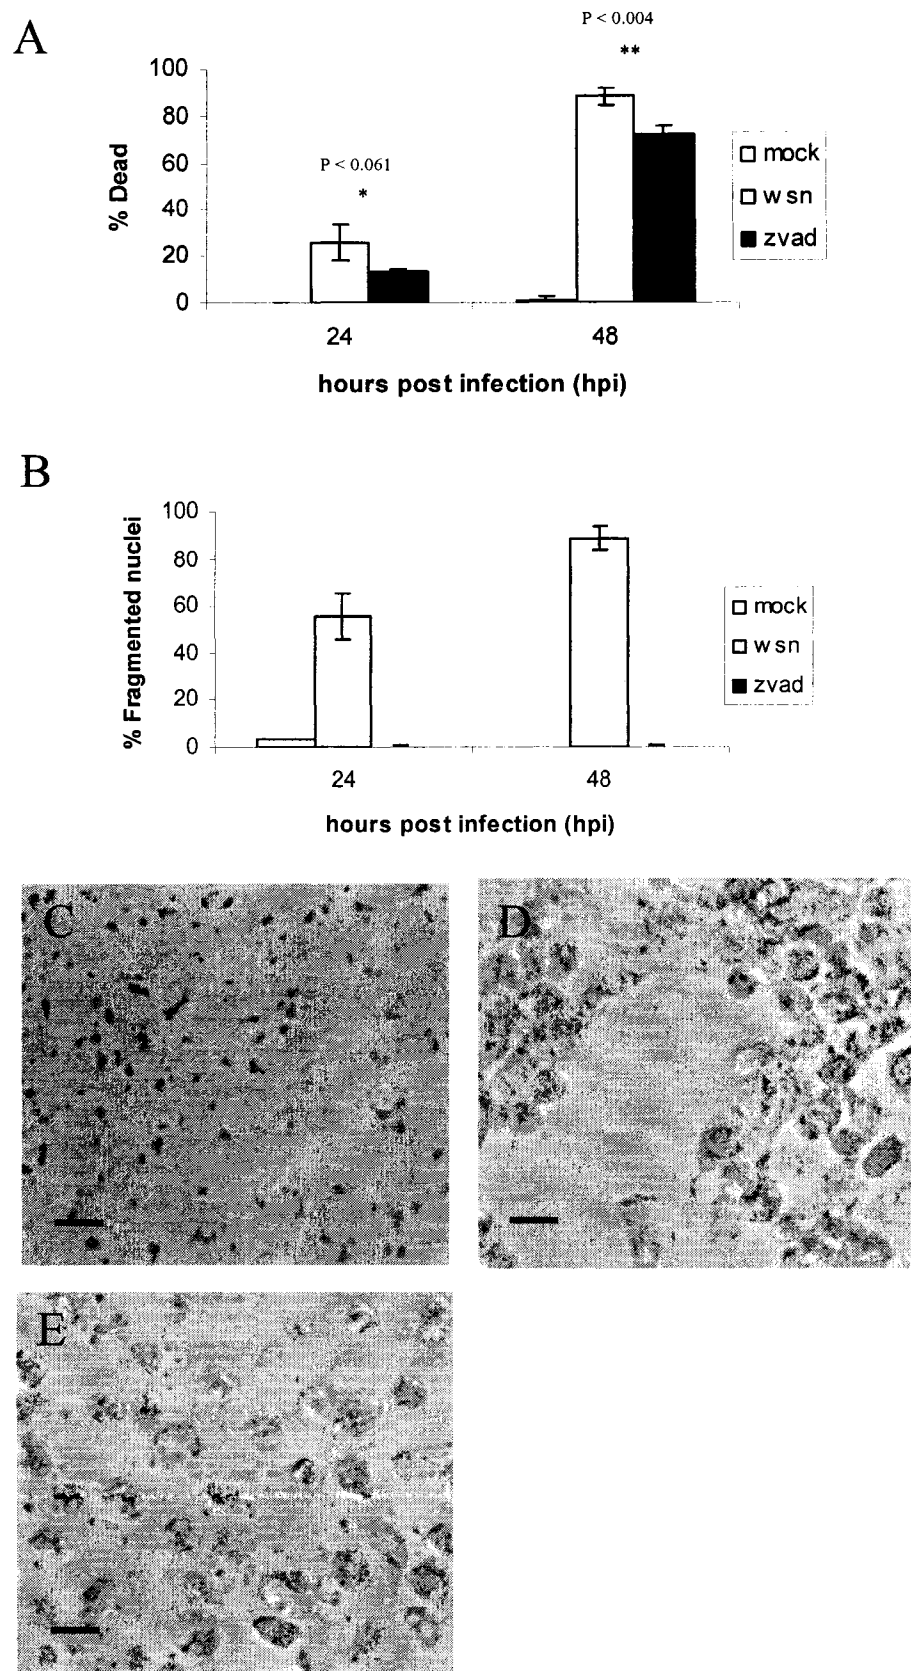 A
P < 0.004
**
P < 0.061
*
% Dead
100
80
60
40
20
0
24
48
hours post infection (hpi)
mock
wsn
zvad
B
% Fragmented nuclei
100
80
60
40
20
0
24
48
hours post infection (hpi)
mock
wsn
zvad
C
D
E